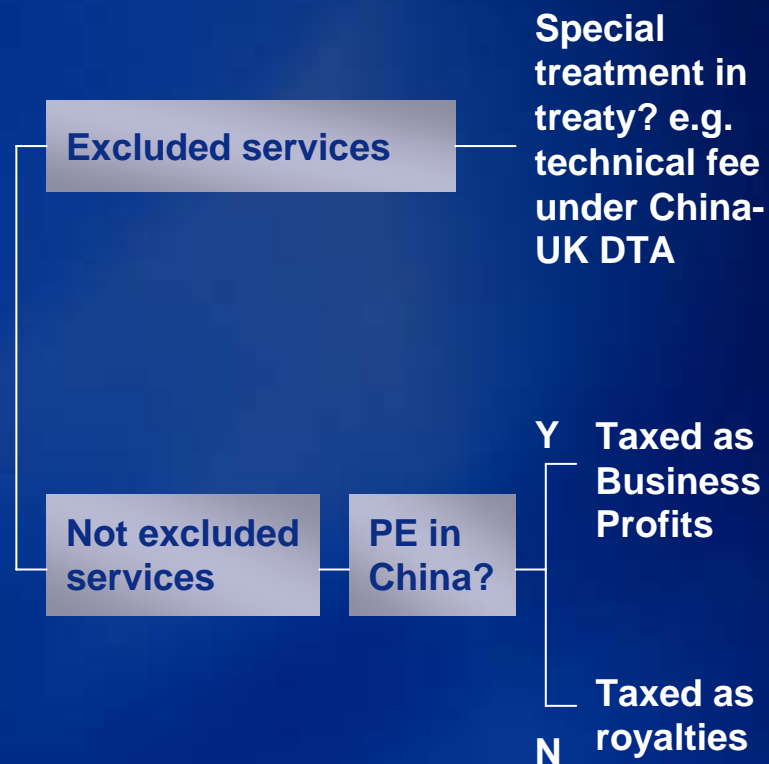 Special
treatment in
treaty? e.g.
technical fee
under China-
UK DTA
Excluded services
Y
Taxed as
Business
Profits
Not excluded
services
PE in
China?
Taxed as
royalties
N